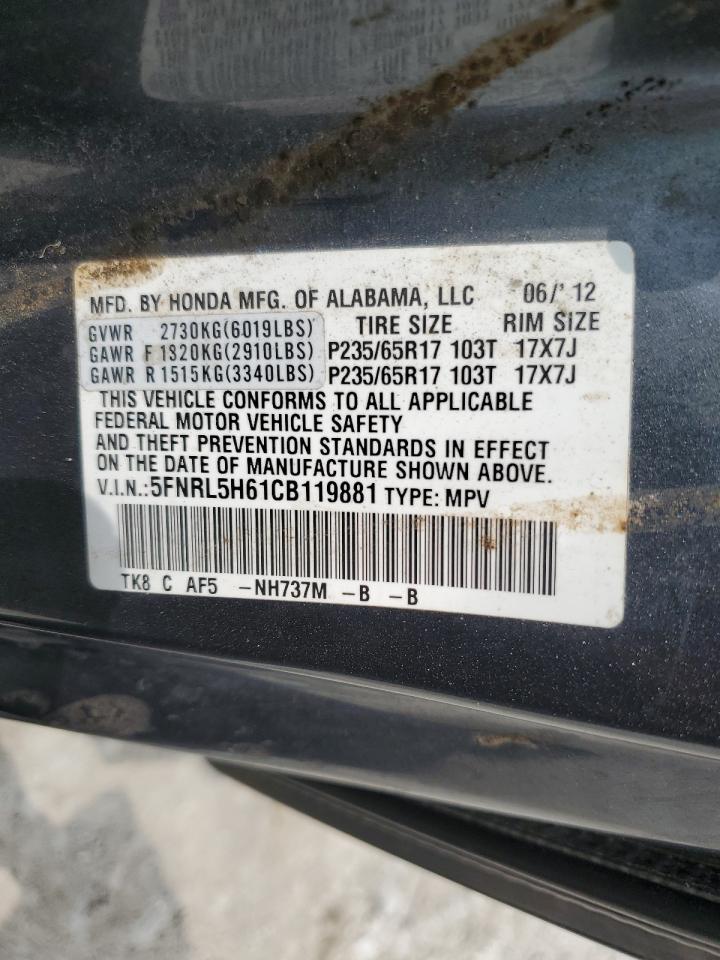 MFD. BY HONDA MFG. OF ALABAMA, LLC 06/'12
GVWR 2730KG(6019LBS) TIRE SIZE RIM SIZE
GAWR F 1320KG(2910LBS) P235/65R17 103T 17X7J
GAWR R 1515KG(3340LBS) P235/65R17 103T 17X7J
THIS VEHICLE CONFORMS TO ALL APPLICABLE
FEDERAL MOTOR VEHICLE SAFETY
AND THEFT PREVENTION STANDARDS IN EFFECT
ON THE DATE OF MANUFACTURE SHOWN ABOVE.
V.I.N.:5FNRL5H61CB119881 TYPE: MPV
TK8 C AF5 -NH737M -B -B